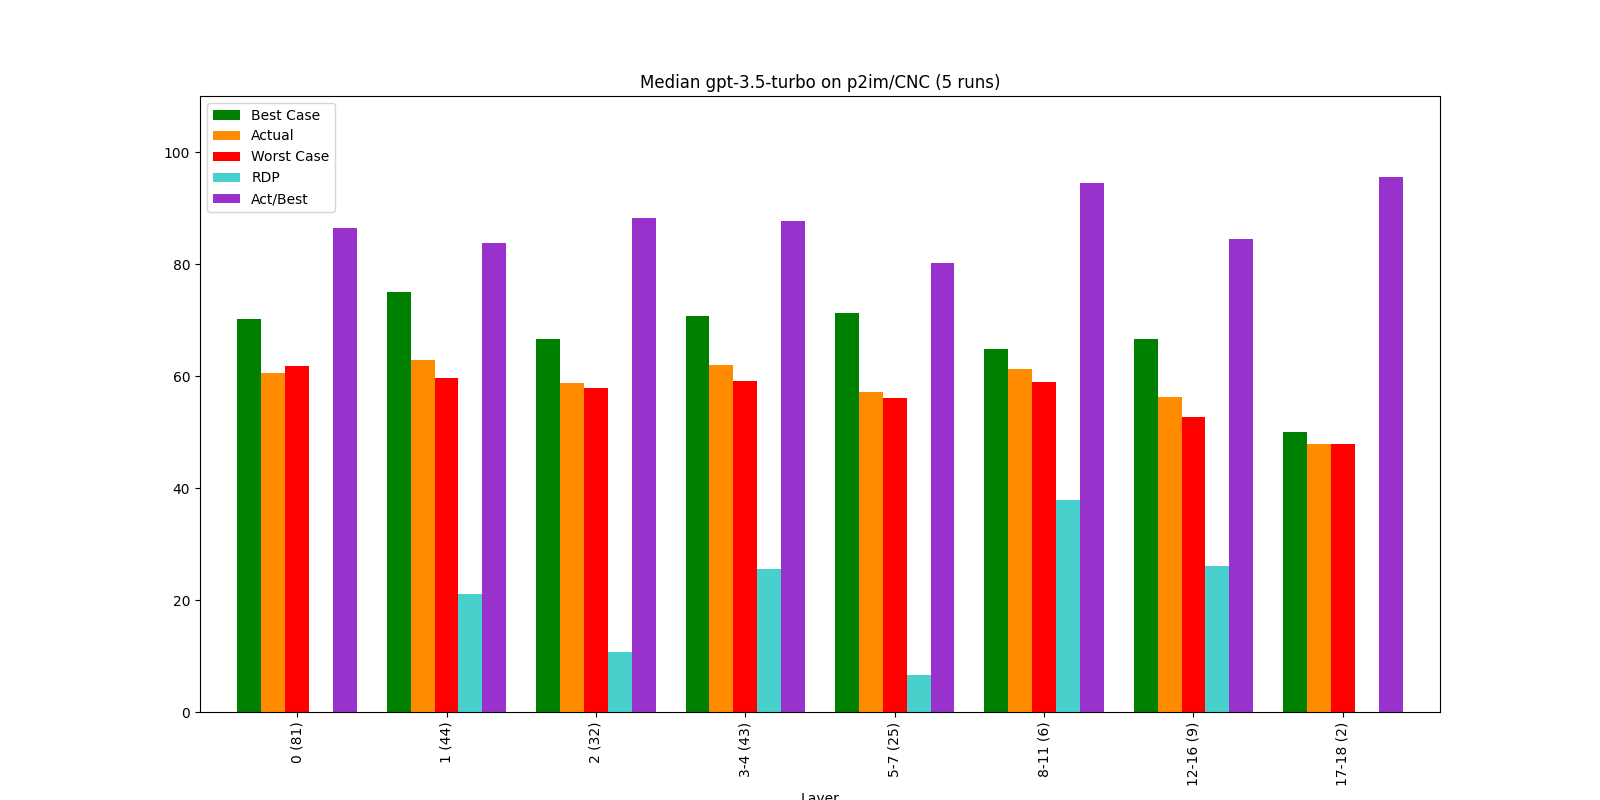 Median gpt-3.5-turbo on p2im/CNC (5 runs)
Best Case
Actual
Worst Case
RDP
Act/Best
100
80
60
40
20
0
0 (81)
1 (44)
2 (32)
3-4 (43)
5-7 (25)
8-11 (6)
12-16 (9)
17-18 (2)
Layer